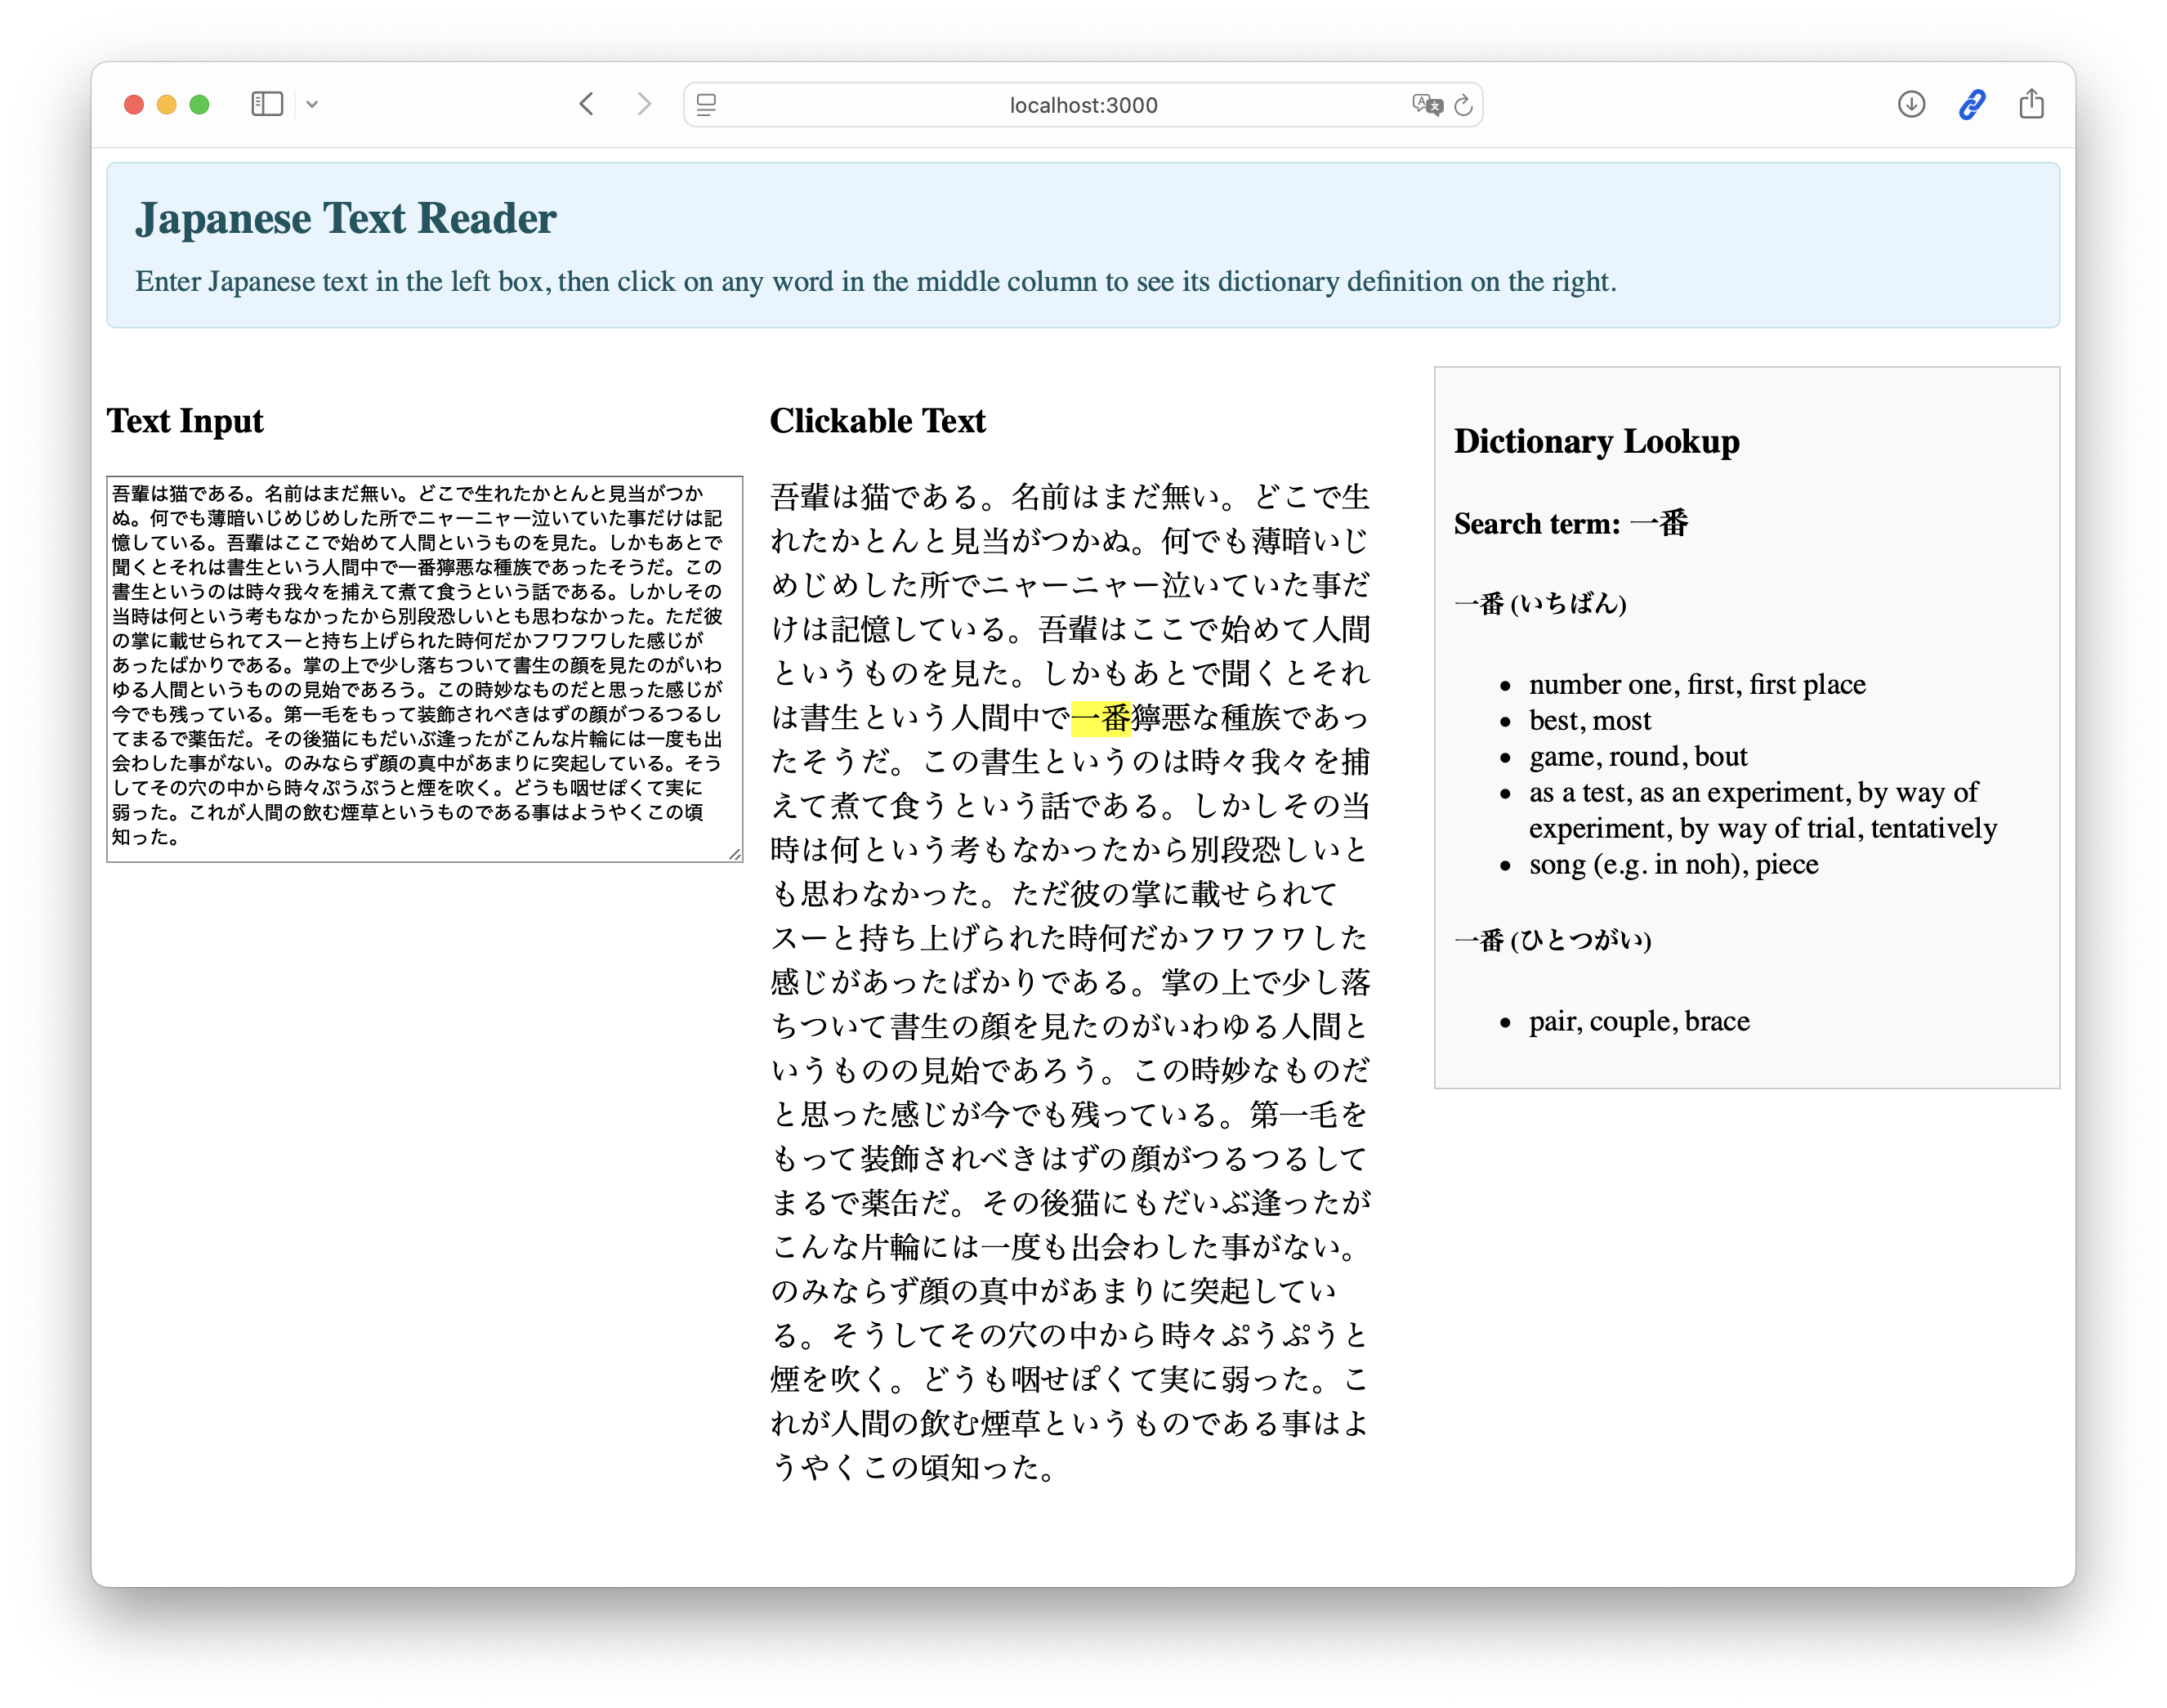 localhost:3000
Japanese Text Reader
Enter Japanese text in the left box, then click on any word in the middle column to see its dictionary definition on the right.
Text Input
吾輩は猫である。名前はまだ無い。どこで生れたかとんと見当がつか
ぬ。何でも薄暗いじめじめした所でニャーニャー泣いていた事だけは記
憶している。吾輩はここで始めて人間というものを見た。しかもあとで
聞くとそれは書生という人間中で一番獰悪な種族であったそうだ。この
書生というのは時々我々を捕えて煮て食うという話である。しかしその
当時は何という考もなかったから別段恐しいとも思わなかった。ただ彼
の掌に載せられてスーと持ち上げられた時何だかフワフワした感じが
あったばかりである。掌の上で少し落ちついて書生の顔を見たのがいわ
ゆる人間というものの見始であろう。この時妙なものだと思った感じが
今でも残っている。第一毛をもって装飾されべきはずの顔がつるつるし
てまるで薬缶だ。その後猫にもだいぶ逢ったがこんな片輪には一度も出
会わした事がない。のみならず顔の真中があまりに突起している。そう
してその穴の中から時々ぷうぷうと煙を吹く。どうも咽せぽくて実に
弱った。これが人間の飲む煙草というものである事はようやくこの頃
知った。
Clickable Text
吾輩は猫である。名前はまだ無い。どこで生
れたかとんと見当がつかぬ。何でも薄暗いじ
めじめした所でニャーニャー泣いていた事だ
けは記憶している。吾輩はここで始めて人間
というものを見た。しかもあとで聞くとそれ
は書生という人間中で一番獰悪な種族であっ
たそうだ。この書生というのは時々我々を捕
えて煮て食うという話である。しかしその当
時は何という考もなかったから別段恐しいと
も思わなかった。ただ彼の掌に載せられて
スーと持ち上げられた時何だかフワフワした
感じがあったばかりである。掌の上で少し落
ちついて書生の顔を見たのがいわゆる人間と
いうものの見始であろう。この時妙なものだ
と思った感じが今でも残っている。第一毛を
もって装飾されべきはずの顔がつるつるして
まるで薬缶だ。その後猫にもだいぶ逢ったが
こんな片輪には一度も出会わした事がない。
のみならず顔の真中があまりに突起してい
る。そうしてその穴の中から時々ぷうぷうと
煙を吹く。どうも咽せぽくて実に弱った。こ
れが人間の飲む煙草というものである事はよ
うやくこの頃知った。
Dictionary Lookup
Search term: 一番
一番 (いちばん)
number one, first, first place
best, most
game, round, bout
as a test, as an experiment, by way of
experiment, by way of trial, tentatively
song (e.g. in noh), piece
一番 (ひとつがい)
pair, couple, brace